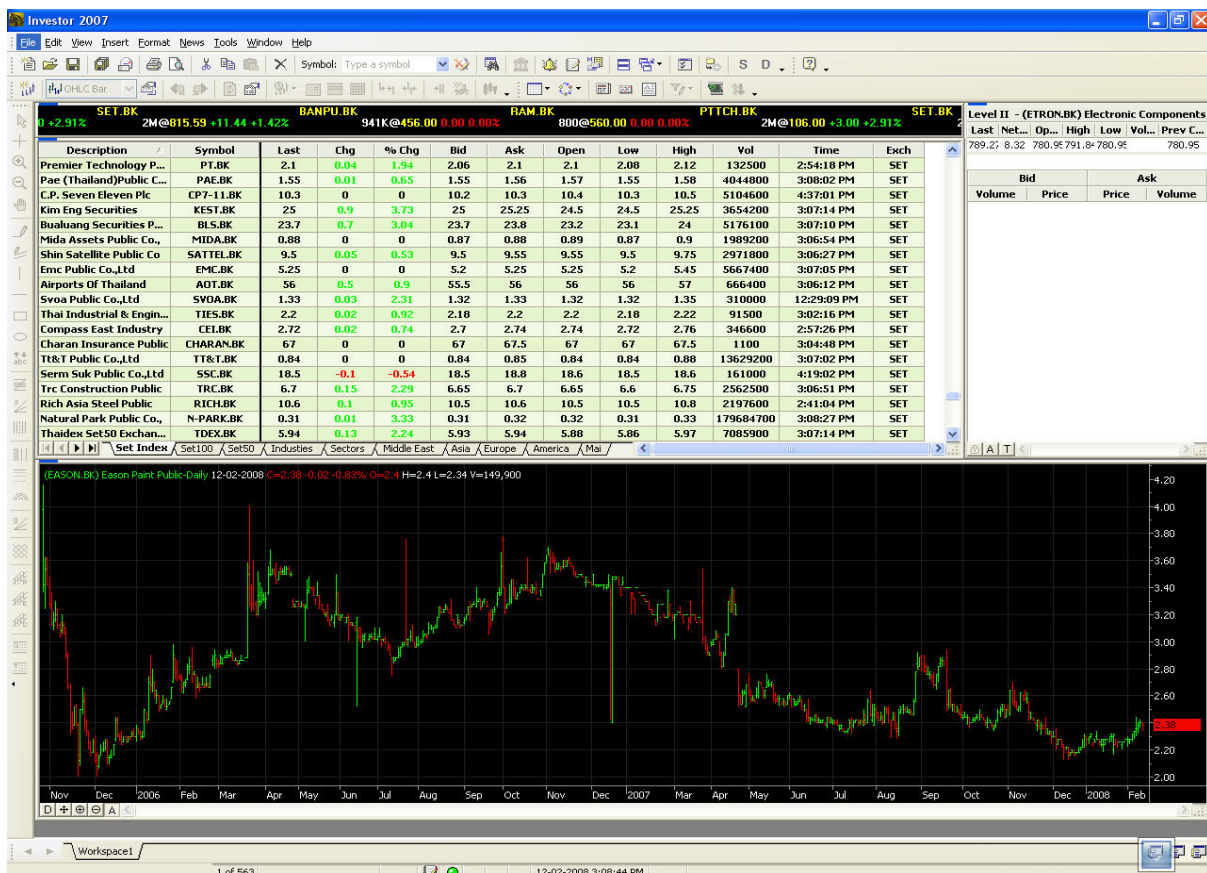 Investor 2007
File Edit View Insert Format News Tools Window Help
Symbol: Type a symbol S D
OHLC Bar
SET.BK BANPU.BK RAM.BK PTTCH.BK SET.BK
0 +2.91% 2M@815.59 +11.44 +1.42% 941K@456.00 0.00 0.00% 800@560.00 0.00 0.00% 2M@106.00 +3.00 +2.91%
Level II - (ETRON.BK) Electronic Components
Last Net... Op... High Low Vol... Prev C...
789.27 8.32 780.95 791.84 780.95 780.95
Bid Ask
Volume Price Price Volume
Description Symbol Last Chg % Chg Bid Ask Open Low High Vol Time Exch
Premier Technology P... PT.BK 2.1 0.04 1.94 2.06 2.1 2.1 2.08 2.12 132500 2:54:18 PM SET
Pae (Thailand)Public C... PAE.BK 1.55 0.01 0.65 1.55 1.56 1.57 1.55 1.58 4044800 3:08:02 PM SET
C.P. Seven Eleven Plc CP7-11.BK 10.3 0 0 10.2 10.3 10.4 10.3 10.5 5104600 4:37:01 PM SET
Kim Eng Securities KEST.BK 25 0.9 3.73 25 25.25 24.5 24.5 25.25 3654200 3:07:14 PM SET
Bualuang Securities P... BLS.BK 23.7 0.7 3.04 23.7 23.8 23.2 23.1 24 5176100 3:07:10 PM SET
Mida Assets Public Co., MIDA.BK 0.88 0 0 0.87 0.88 0.89 0.87 0.9 1989200 3:06:54 PM SET
Shin Satellite Public Co SATTEL.BK 9.5 0.05 0.53 9.5 9.55 9.55 9.5 9.75 2971800 3:06:27 PM SET
Emc Public Co.,Ltd EMC.BK 5.25 0 0 5.2 5.25 5.25 5.2 5.45 5667400 3:07:05 PM SET
Airports Of Thailand AOT.BK 56 0.5 0.9 55.5 56 56 56 57 666400 3:06:12 PM SET
Svoa Public Co.,Ltd SVOA.BK 1.33 0.03 2.31 1.32 1.33 1.32 1.32 1.35 310000 12:29:09 PM SET
Thai Industrial & Engin... TIES.BK 2.2 0.02 0.92 2.18 2.2 2.2 2.18 2.22 91500 3:02:16 PM SET
Compass East Industry CEI.BK 2.72 0.02 0.74 2.7 2.74 2.74 2.72 2.76 346600 2:57:26 PM SET
Charan Insurance Public CHARAN.BK 67 0 0 67 67.5 67 67 67.5 1100 3:04:48 PM SET
Tt&T Public Co.,Ltd TT&T.BK 0.84 0 0 0.84 0.85 0.84 0.84 0.88 13629200 3:07:02 PM SET
Serm Suk Public Co.,Ltd SSC.BK 18.5 -0.1 -0.54 18.5 18.8 18.6 18.5 18.6 161000 4:19:02 PM SET
Trc Construction Public TRC.BK 6.7 0.15 2.29 6.65 6.7 6.65 6.6 6.75 2562500 3:06:51 PM SET
Rich Asia Steel Public RICH.BK 10.6 0.1 0.95 10.5 10.6 10.5 10.5 10.8 2197600 2:41:04 PM SET
Natural Park Public Co., N-PARK.BK 0.31 0.01 3.33 0.31 0.32 0.32 0.31 0.33 179684700 3:08:27 PM SET
Thaidex Set50 Exchan... TDEX.BK 5.94 0.13 2.24 5.93 5.94 5.88 5.86 5.97 7085900 3:07:14 PM SET
Set Index Set100 Set50 Industies Sectors Middle East Asia Europe America Mai
A T
(EASON.BK) Eason Paint Public-Daily 12-02-2008 C=2.38 -0.02 -0.83% O=2.4 H=2.4 L=2.34 V=149,900
4.20
4.00
3.80
3.60
3.40
3.20
3.00
2.80
2.60
2.38
2.20
2.00
Nov Dec 2006 Feb Mar Apr May Jun Jul Aug Sep Oct Nov Dec 2007 Mar Apr May Jun Jul Aug Sep Oct Nov Dec 2008 Feb
D A
Workspace1
1 of 563 12-02-2008 3:08:44 PM